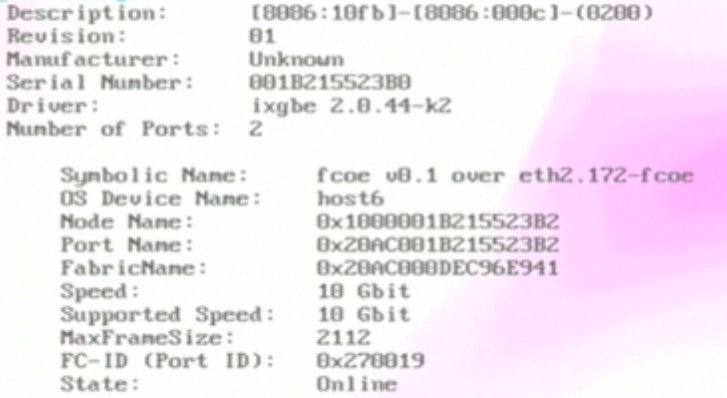 Description: [8086:10fb]-[8086:000c]-(0200)
Revision: 01
Manufacturer: Unknown
Serial Number: 001B215523B0
Driver: ixgbe 2.0.44-k2
Number of Ports: 2
Symbolic Name: fcoe v0.1 over eth2.172-fcoe
OS Device Name: host6
Node Name: 0x1000001B215523B2
Port Name: 0x20AC001B215523B2
FabricName: 0x20AC000DEC96E941
Speed: 10 Gbit
Supported Speed: 10 Gbit
MaxFrameSize: 2112
FC-ID (Port ID): 0x270019
State: Online